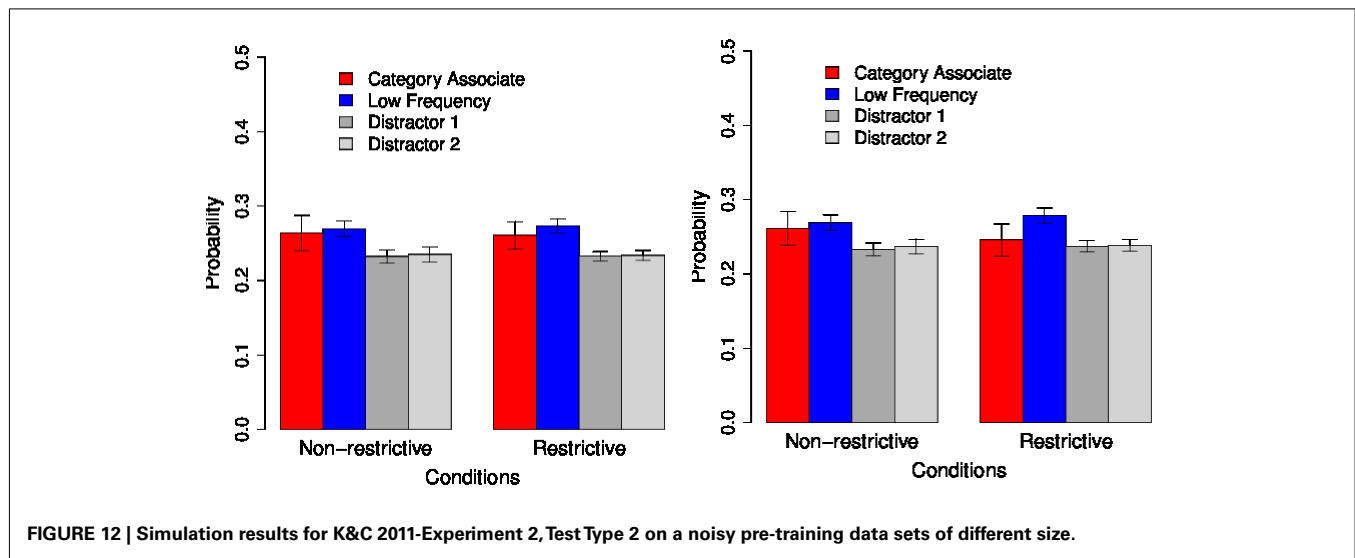 0.5
0.4
0.3
0.2
0.1
0.0
Probability
Category Associate
Low Frequency
Distractor 1
Distractor 2
Non−restrictive
Restrictive
Conditions
0.5
0.4
0.3
0.2
0.1
0.0
Probability
Category Associate
Low Frequency
Distractor 1
Distractor 2
Non−restrictive
Restrictive
Conditions
FIGURE 12 | Simulation results for K&C 2011-Experiment 2, Test Type 2 on a noisy pre-training data sets of different size.